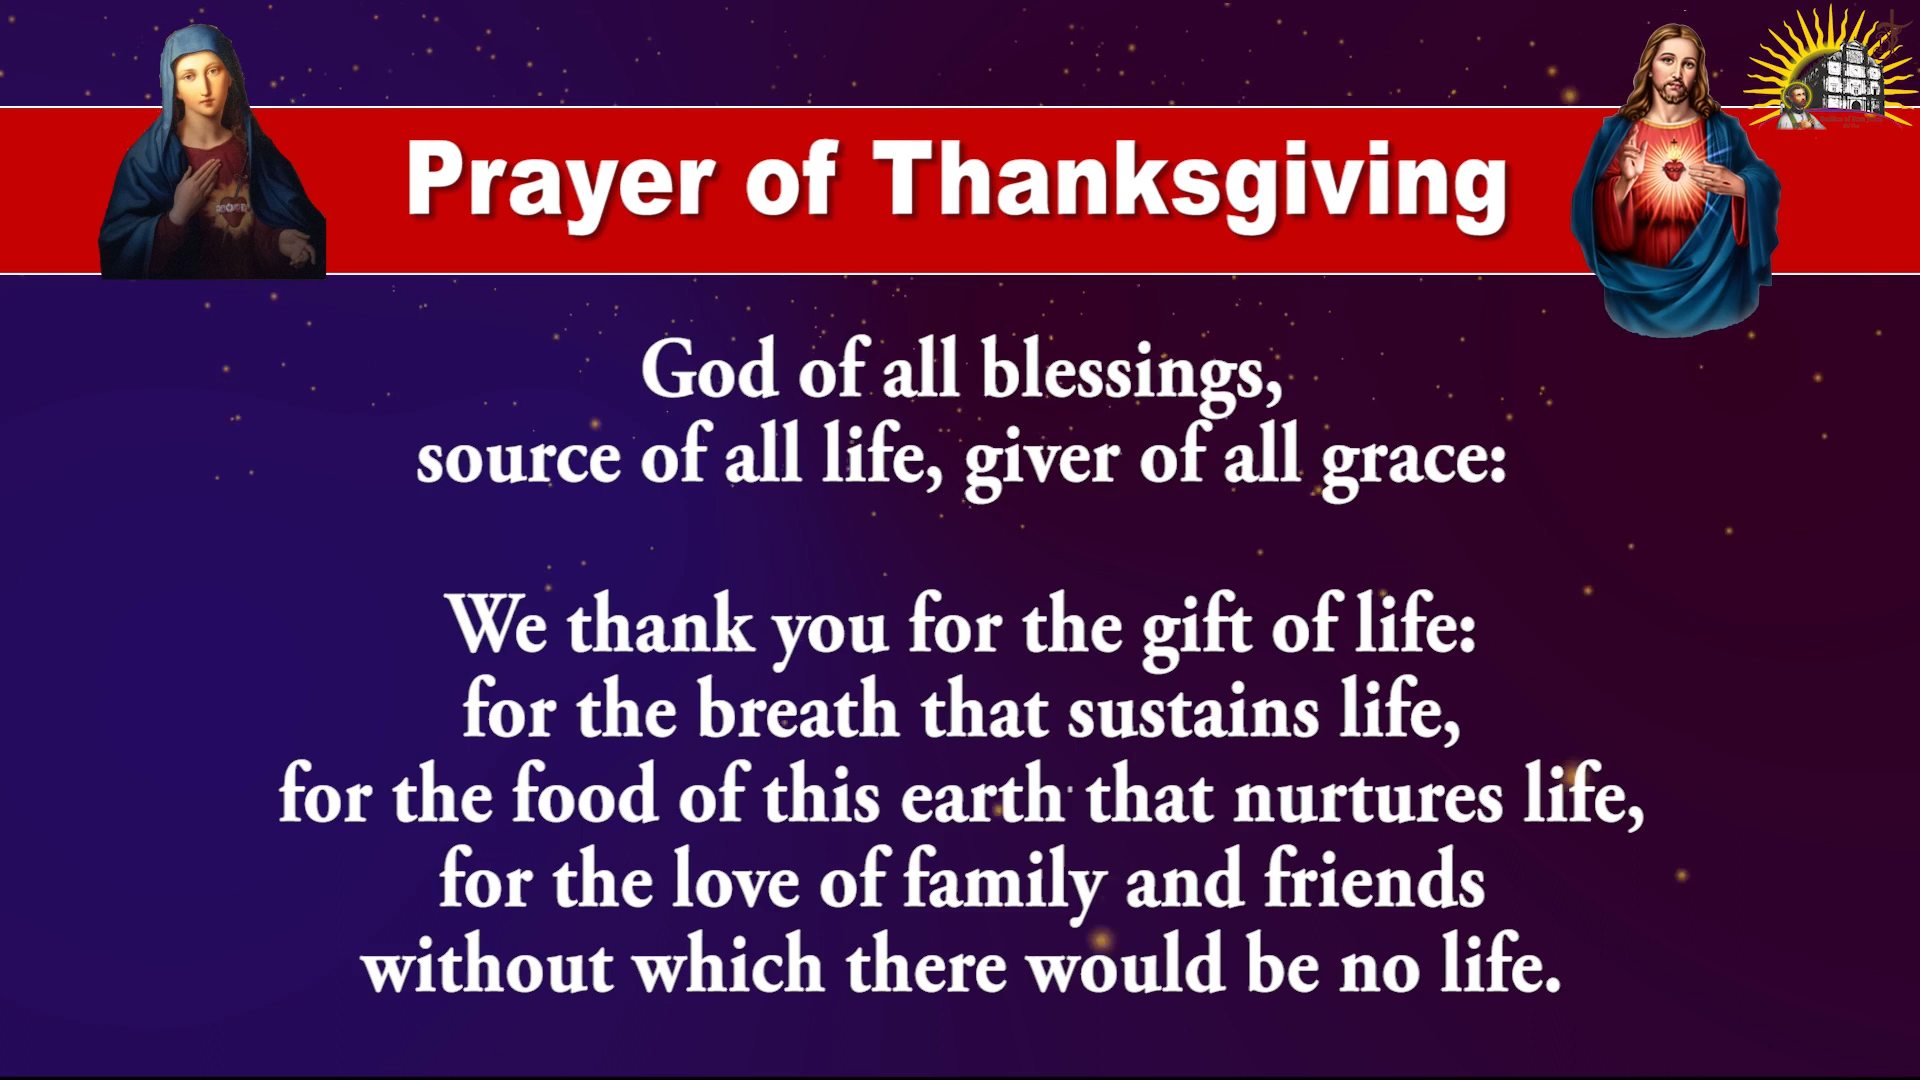 Prayer of Thanksgiving
God of all blessings,
source of all life, giver of all grace:
We thank you for the gift of life:
for the breath that sustains life,
for the food of this earth that nurtures life,
for the love of family and friends
without which there would be no life.